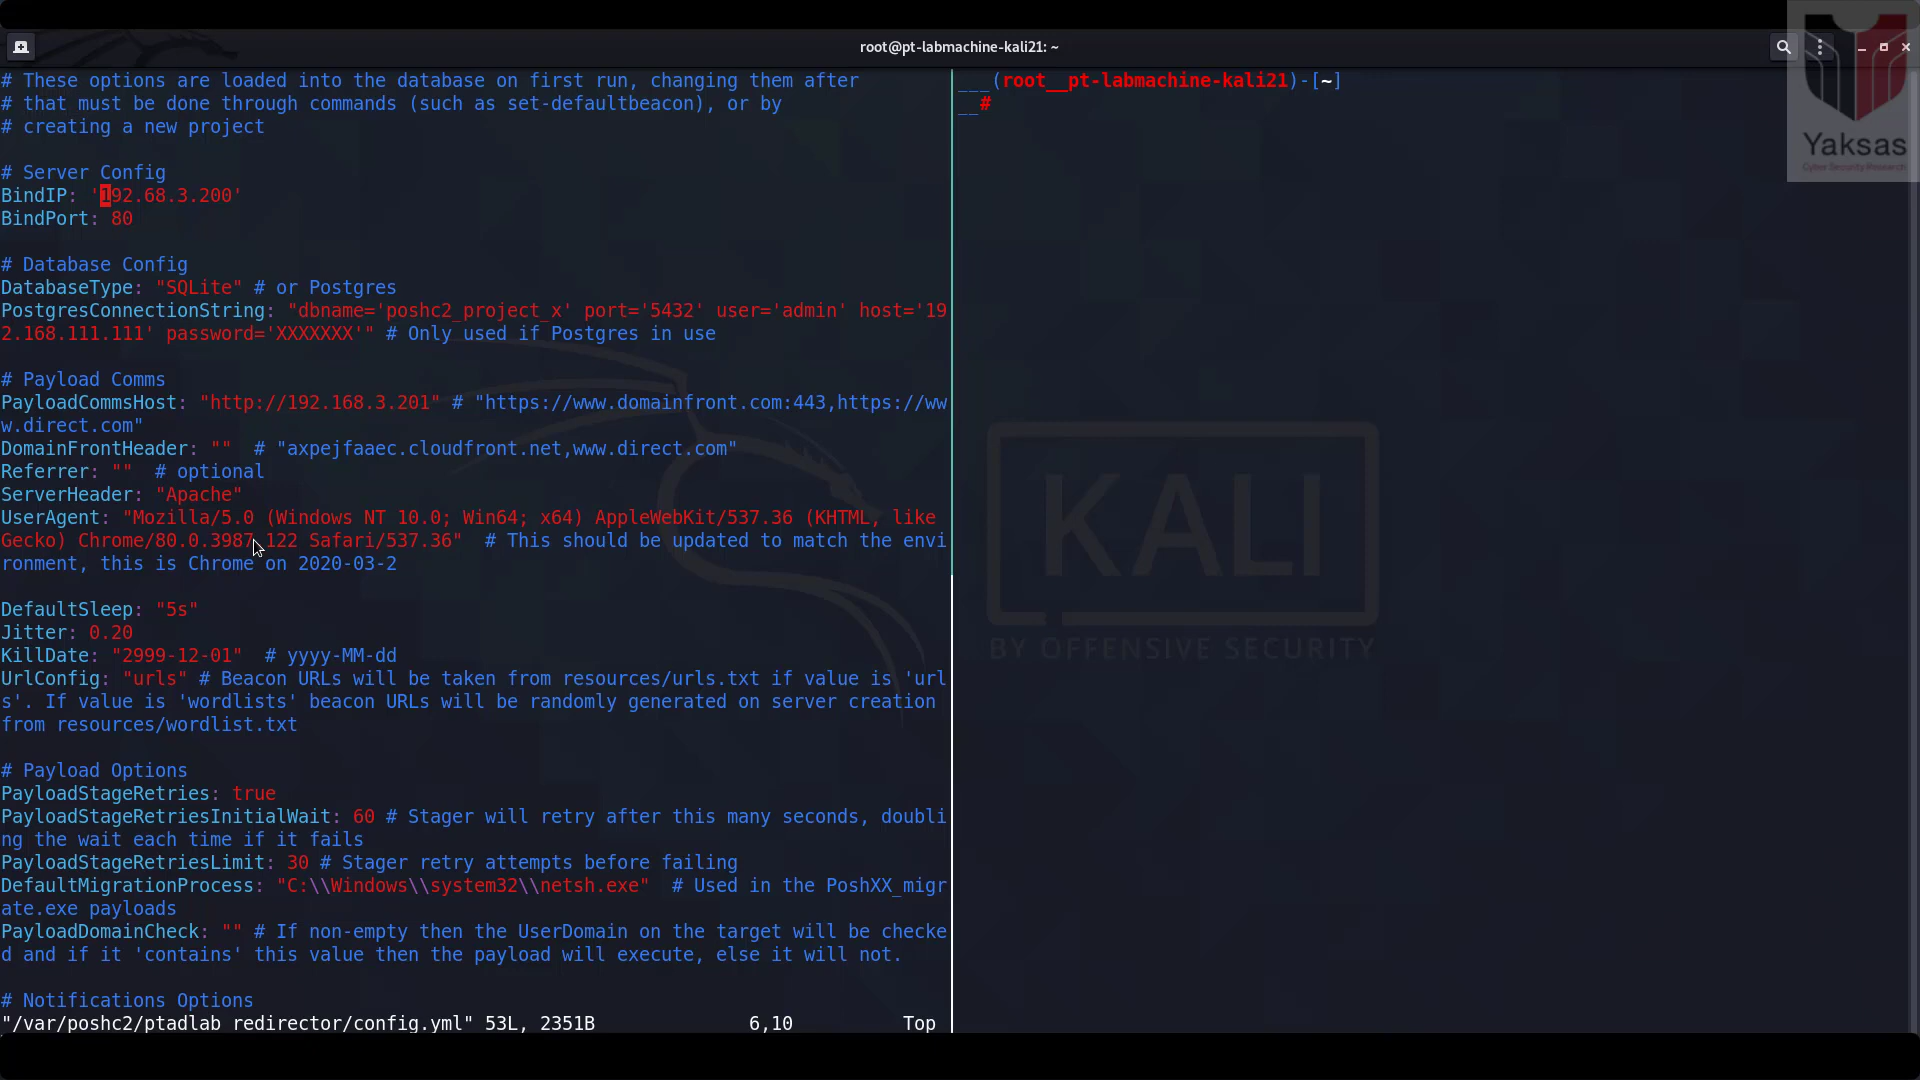 root@pt-labmachine-kali21: ~
# These options are loaded into the database on first run, changing them after
# that must be done through commands (such as set-defaultbeacon), or by
# creating a new project
# Server Config
BindIP: '192.68.3.200'
BindPort: 80
# Database Config
DatabaseType: "SQLite" # or Postgres
PostgresConnectionString: "dbname='poshc2_project_x' port='5432' user='admin' host='19
2.168.111.111' password='XXXXXXX'" # Only used if Postgres in use
# Payload Comms
PayloadCommsHost: "http://192.168.3.201" # "https://www.domainfront.com:443,https://ww
w.direct.com"
DomainFrontHeader: ""  # "axpejfaaec.cloudfront.net,www.direct.com"
Referrer: ""  # optional
ServerHeader: "Apache"
UserAgent: "Mozilla/5.0 (Windows NT 10.0; Win64; x64) AppleWebKit/537.36 (KHTML, like
Gecko) Chrome/80.0.3987.122 Safari/537.36"  # This should be updated to match the envi
ronment, this is Chrome on 2020-03-2
DefaultSleep: "5s"
Jitter: 0.20
KillDate: "2999-12-01"  # yyyy-MM-dd
UrlConfig: "urls" # Beacon URLs will be taken from resources/urls.txt if value is 'url
s'. If value is 'wordlists' beacon URLs will be randomly generated on server creation
from resources/wordlist.txt
# Payload Options
PayloadStageRetries: true
PayloadStageRetriesInitialWait: 60 # Stager will retry after this many seconds, doubli
ng the wait each time if it fails
PayloadStageRetriesLimit: 30 # Stager retry attempts before failing
DefaultMigrationProcess: "C:\\Windows\\system32\\netsh.exe"  # Used in the PoshXX_migr
ate.exe payloads
PayloadDomainCheck: "" # If non-empty then the UserDomain on the target will be checke
d and if it 'contains' this value then the payload will execute, else it will not.
# Notifications Options
"/var/poshc2/ptadlab redirector/config.yml" 53L, 2351B 6,10 Top
___(root__pt-labmachine-kali21)-[~]
__#
KALI
BY OFFENSIVE SECURITY
Yaksas
Cyber Security Research